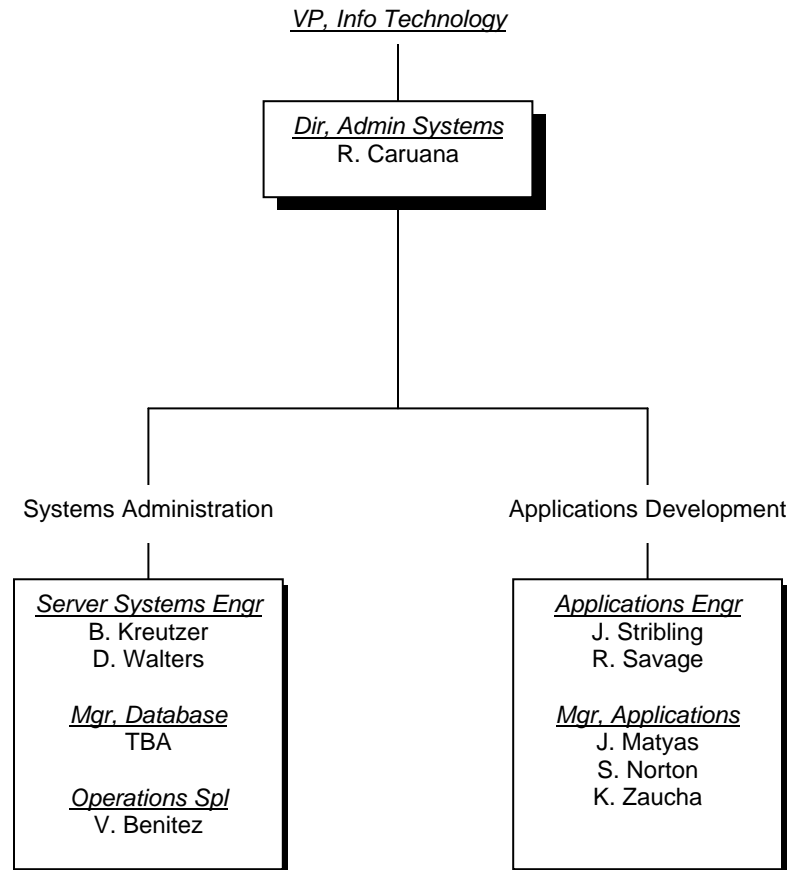 VP, Info Technology
Dir, Admin Systems
R. Caruana
Systems Administration
Applications Development
Server Systems Engr
B. Kreutzer
D. Walters
Mgr, Database
TBA
Operations Spl
V. Benitez
Applications Engr
J. Stribling
R. Savage
Mgr, Applications
J. Matyas
S. Norton
K. Zaucha